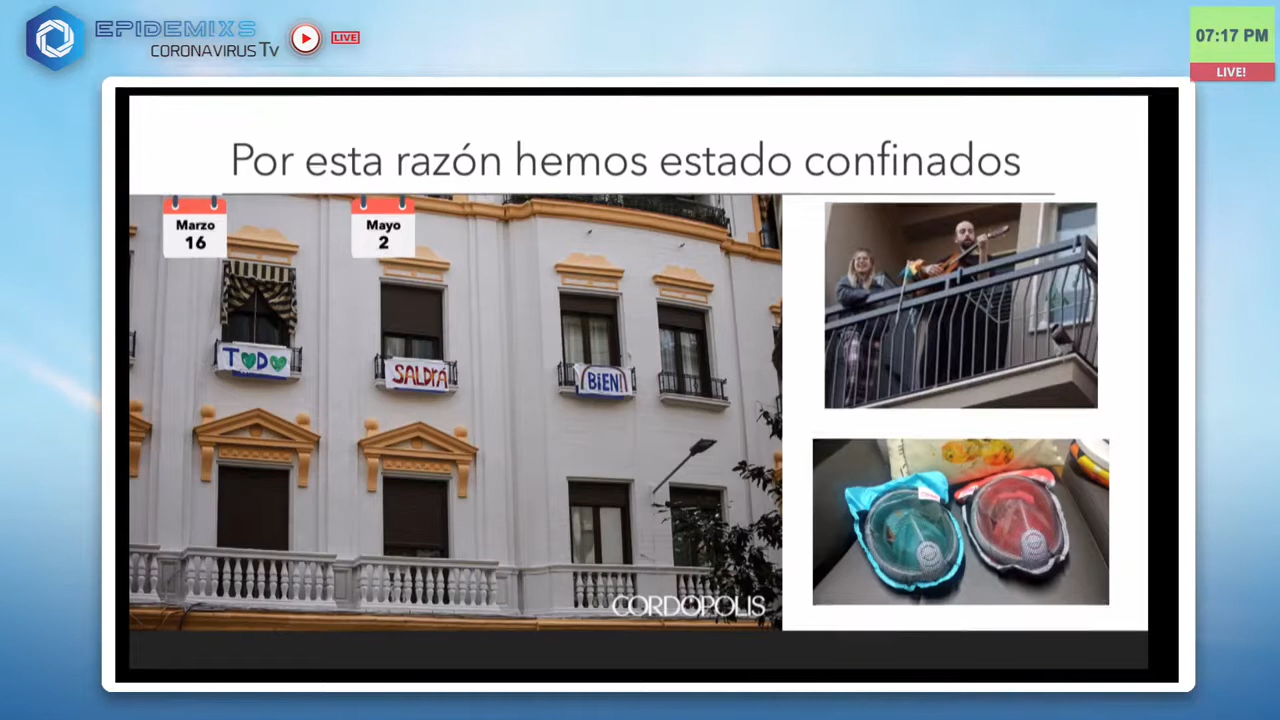 EPIDEMIXS
CORONAVIRUS Tv
LIVE
07:17 PM
LIVE!
Por esta razón hemos estado confinados
Marzo
16
Mayo
2
TODO
SALDRÁ
BiEN!
CORDÓPOLIS